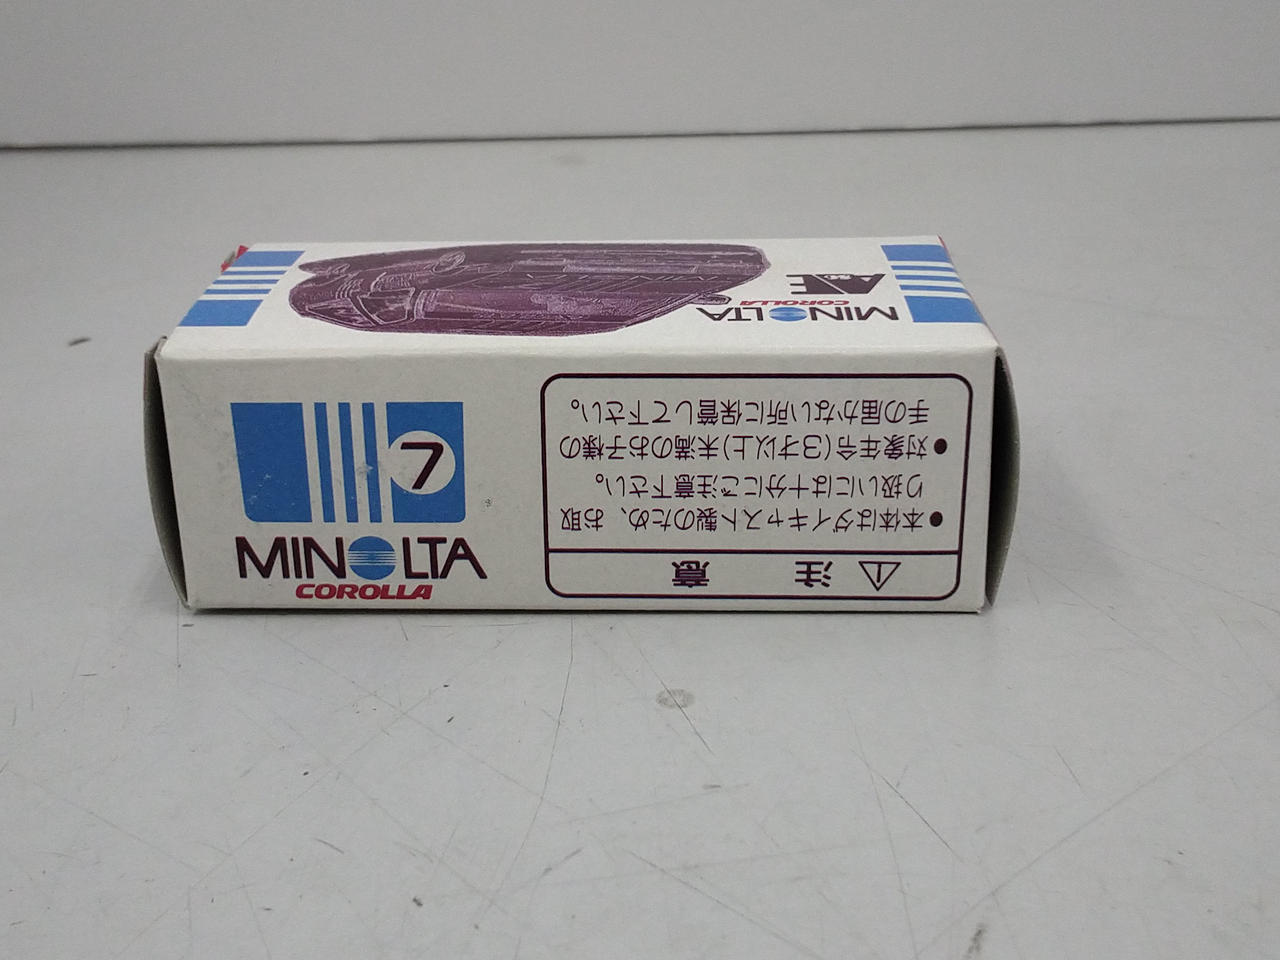 MINOLTA
COROLLA
AE
86
7
MINOLTA
COROLLA
注 意
●本体はダイキャスト製のため、お取
り扱いには十分にご注意下さい。
●対象年令(3才以上)未満のお子様の
手の届かない所に保管して下さい。